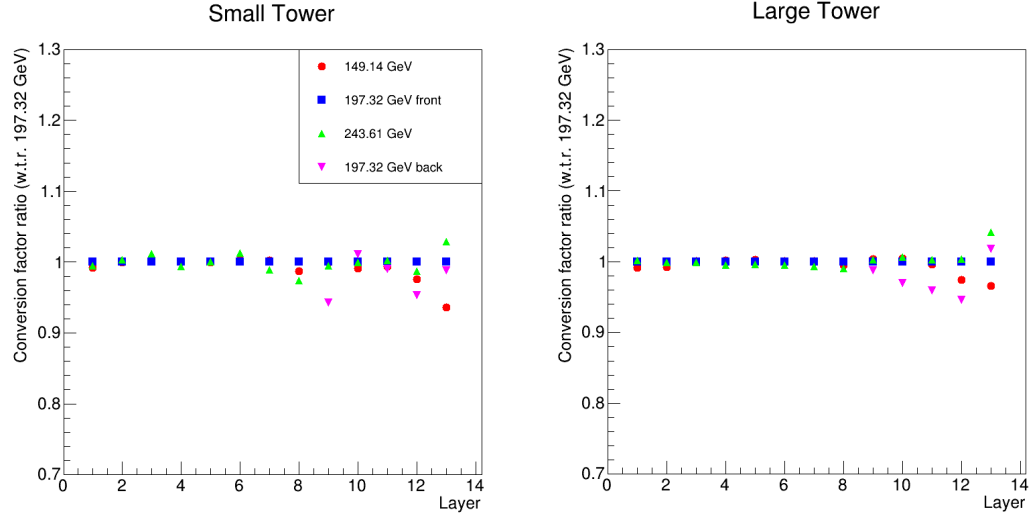 Small Tower
Conversion factor ratio (w.t.r. 197.32 GeV)
1.3
1.2
1.1
1
0.9
0.8
0.7
149.14 GeV
197.32 GeV front
243.61 GeV
197.32 GeV back
0 2 4 6 8 10 12 14
Layer
Large Tower
Conversion factor ratio (w.t.r. 197.32 GeV)
1.3
1.2
1.1
1
0.9
0.8
0.7
0 2 4 6 8 10 12 14
Layer